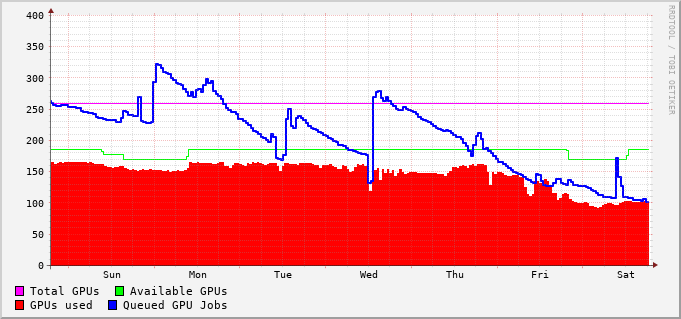 400
350
300
250
200
150
100
50
0
Sun Mon Tue Wed Thu Fri Sat
Total GPUs Available GPUs
GPUs used Queued GPU Jobs
RRDTOOL / TOBI OETIKER